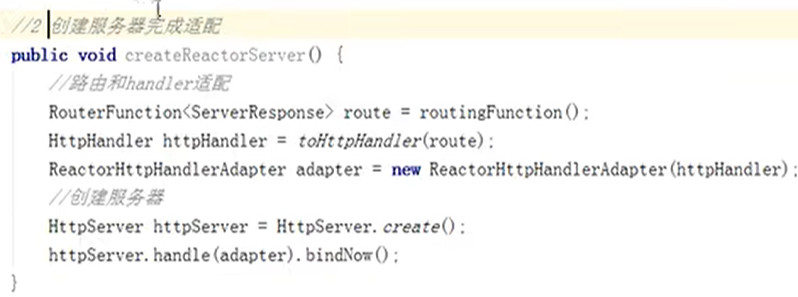 //2 创建服务器完成适配
public void createReactorServer() {
//路由和handler适配
RouterFunction<ServerResponse> route = routingFunction();
HttpHandler httpHandler = toHttpHandler(route);
ReactorHttpHandlerAdapter adapter = new ReactorHttpHandlerAdapter(httpHandler);
//创建服务器
HttpServer httpServer = HttpServer.create();
httpServer.handle(adapter).bindNow();
}